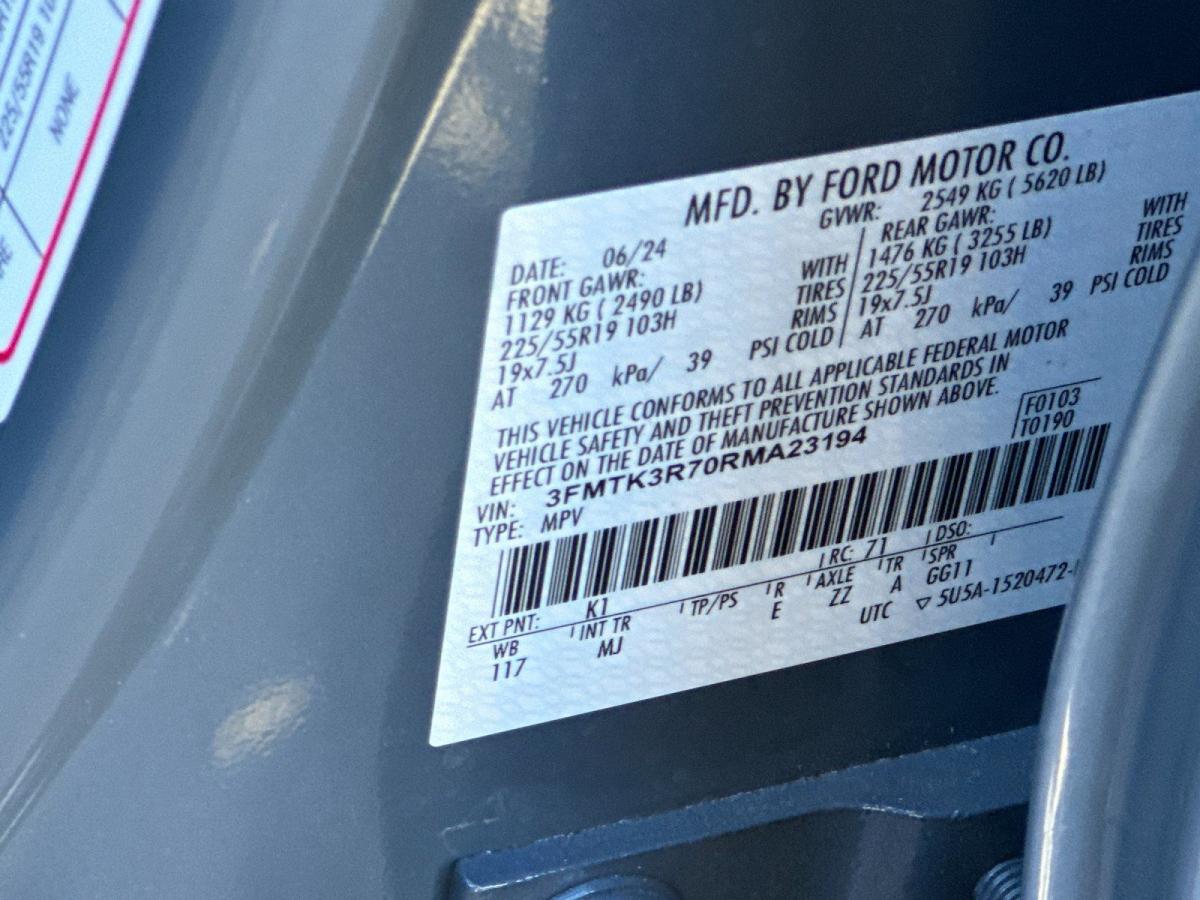 225/55R19
NONE
MFD. BY FORD MOTOR CO.
DATE: 06/24 GVWR: 2549 KG ( 5620 LB)
FRONT GAWR: REAR GAWR:
1129 KG ( 2490 LB) WITH 1476 KG ( 3255 LB) WITH
225/55R19 103H TIRES 225/55R19 103H TIRES
19x7.5J RIMS 19x7.5J RIMS
AT 270 kPa/ 39 PSI COLD AT 270 kPa/ 39 PSI COLD
THIS VEHICLE CONFORMS TO ALL APPLICABLE FEDERAL MOTOR
VEHICLE SAFETY AND THEFT PREVENTION STANDARDS IN
EFFECT ON THE DATE OF MANUFACTURE SHOWN ABOVE.
VIN: 3FMTK3R70RMA23194 F0103
TYPE: MPV T0190
EXT PNT: K1 RC: 71 DSO:
WB INT TR TP/PS R AXLE TR SPR
117 MJ E ZZ A GG11
UTC ▽ 5U5A-1520472-